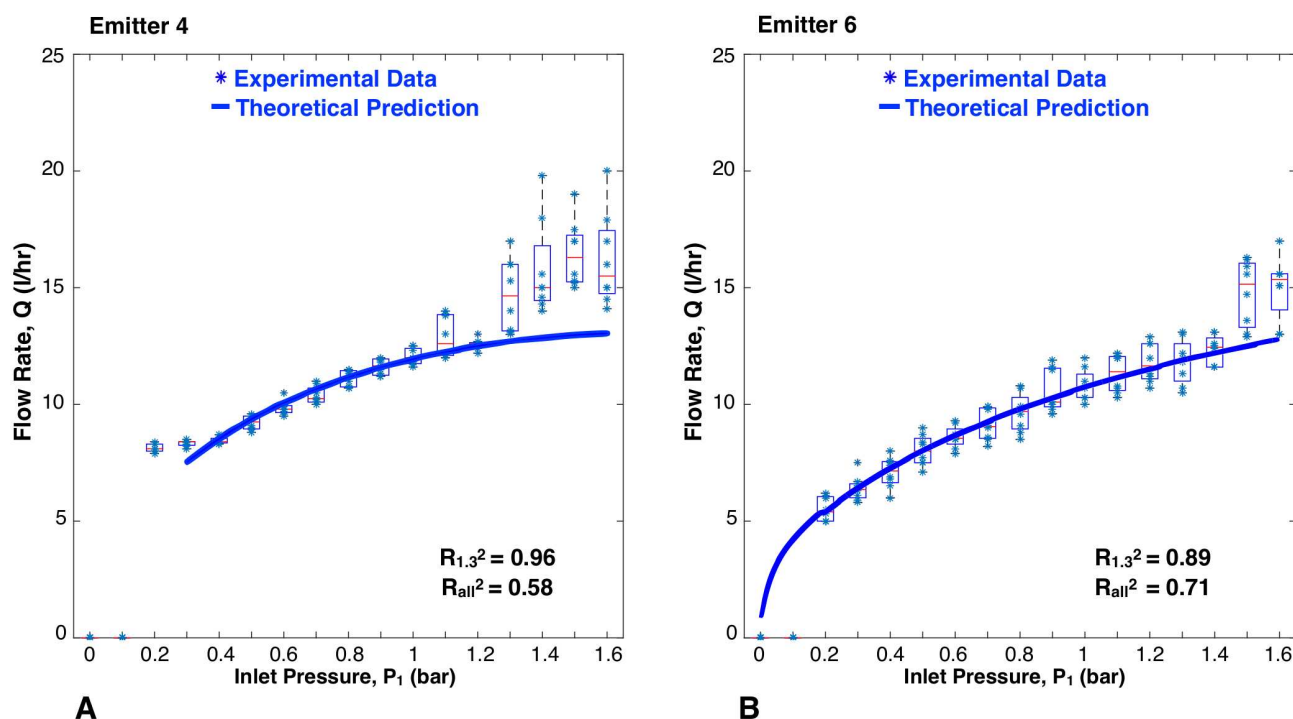 Emitter 4
25
20
15
10
5
0
Flow Rate, Q (l/hr)
Experimental Data
Theoretical Prediction
R1.3² = 0.96
Rall² = 0.58
0 0.2 0.4 0.6 0.8 1.0 1.2 1.4 1.6
Inlet Pressure, P1 (bar)
A
Emitter 6
25
20
15
10
5
0
Flow Rate, Q (l/hr)
Experimental Data
Theoretical Prediction
R1.3² = 0.89
Rall² = 0.71
0 0.2 0.4 0.6 0.8 1.0 1.2 1.4 1.6
Inlet Pressure, P1 (bar)
B